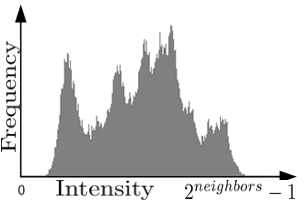 Frequency
0
Intensity
2^{neighbors} − 1